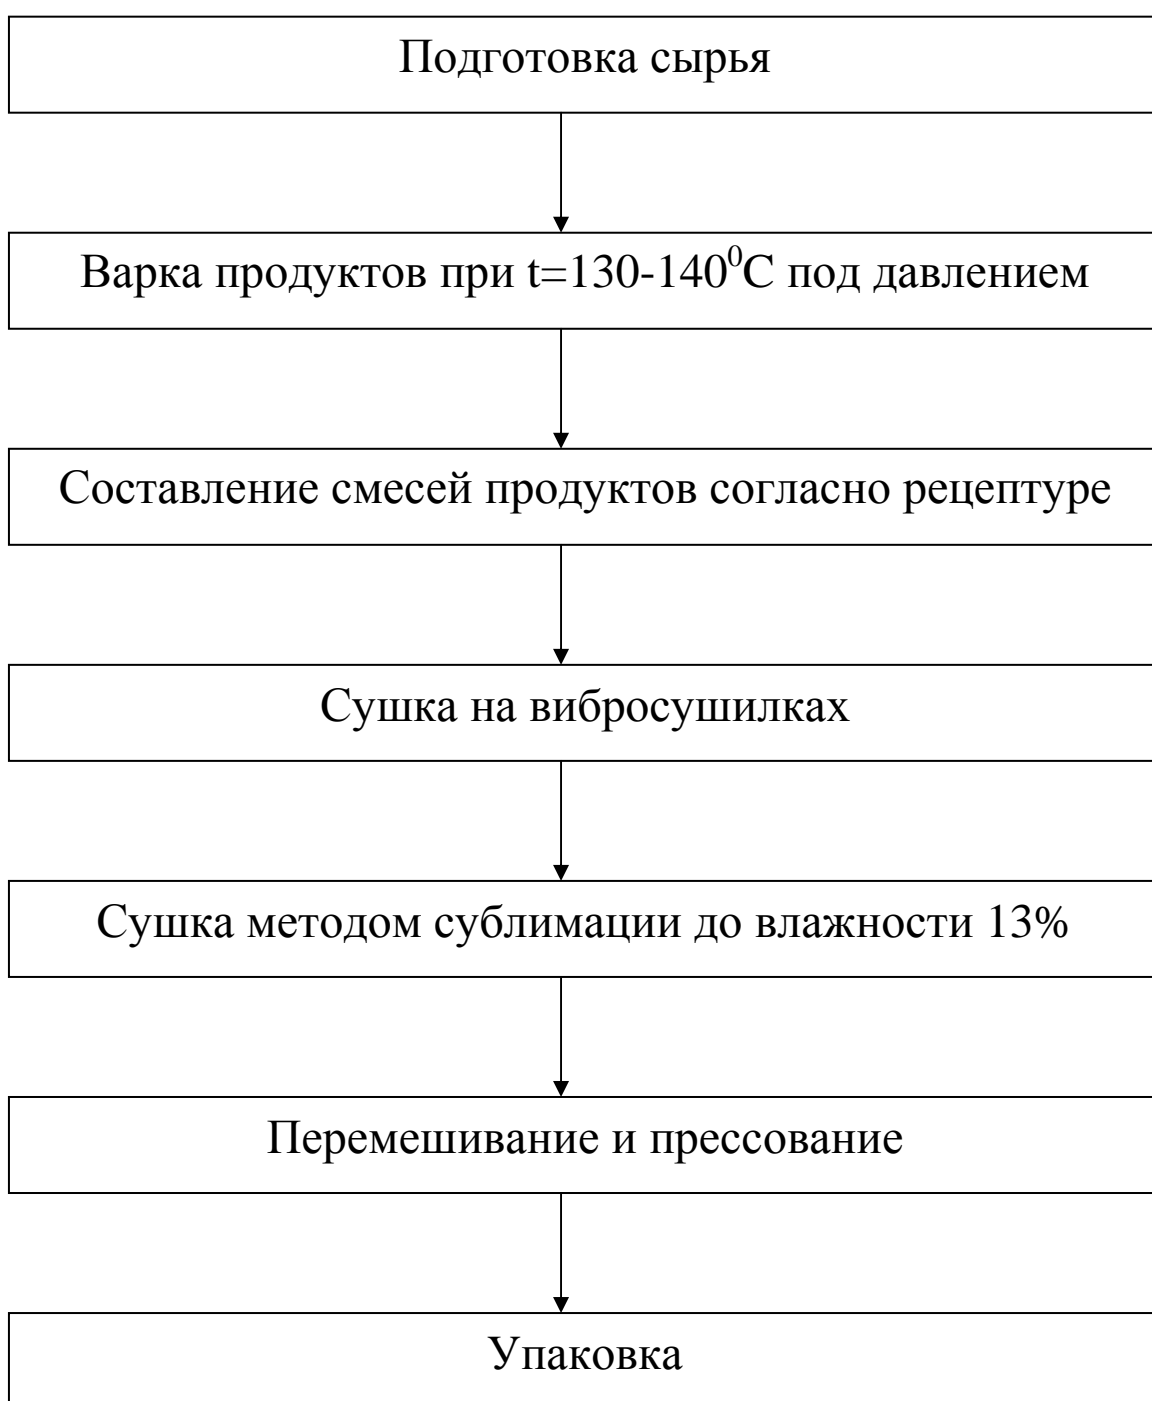 Подготовка сырья
Варка продуктов при t=130-140⁰С под давлением
Составление смесей продуктов согласно рецептуре
Сушка на вибросушилках
Сушка методом сублимации до влажности 13%
Перемешивание и прессование
Упаковка